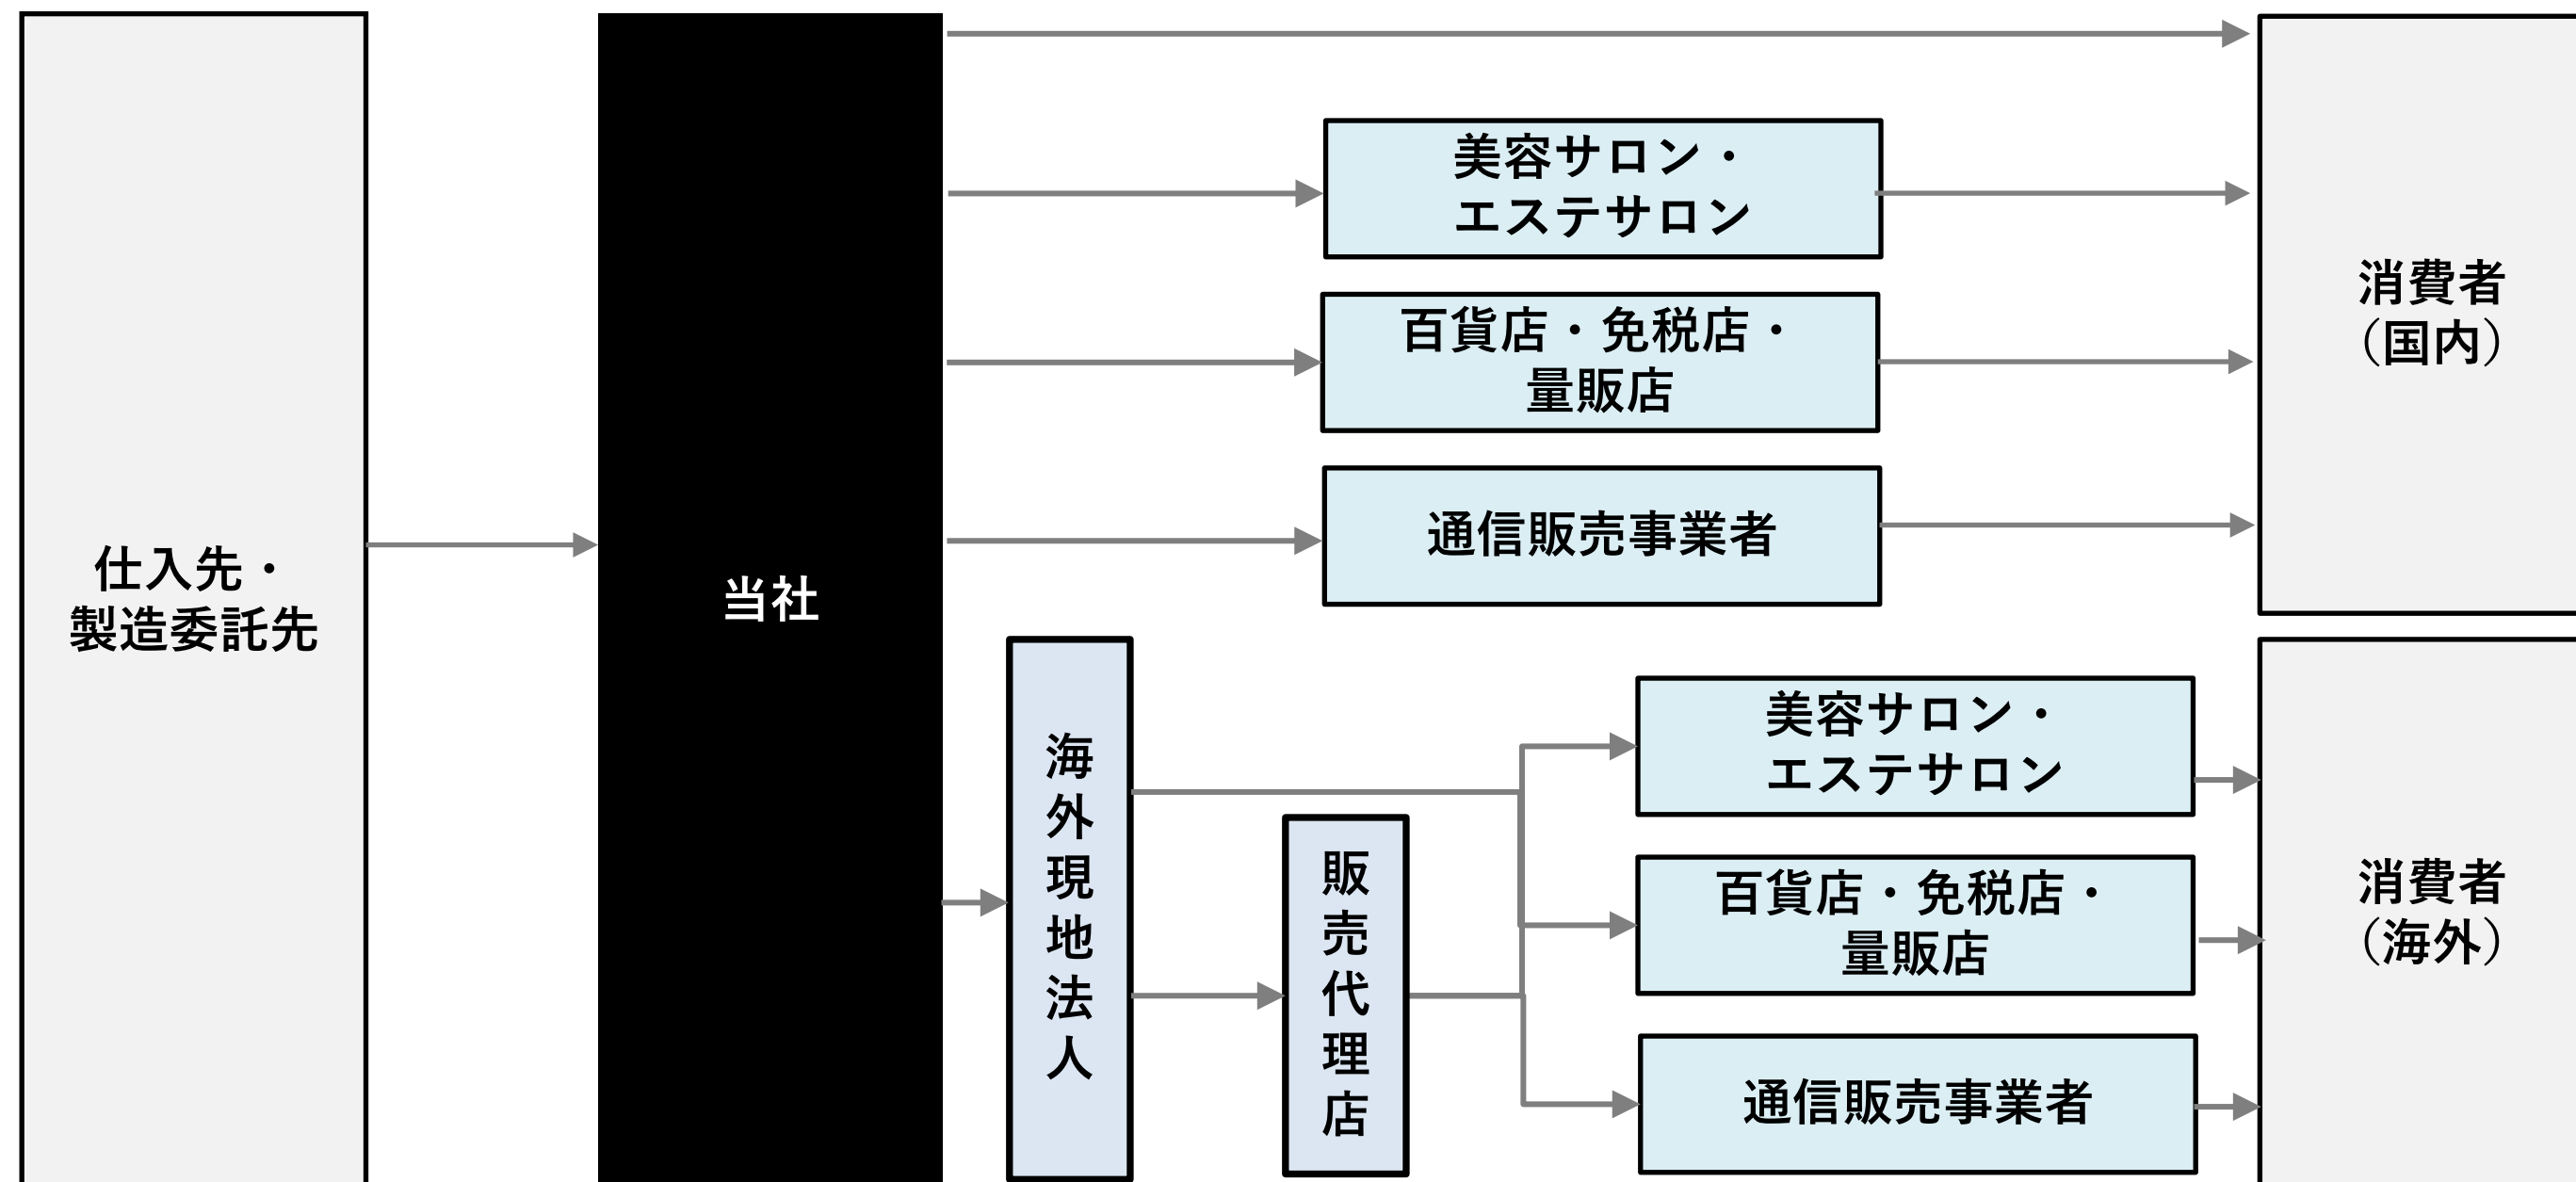 仕入先・
製造委託先
当社
美容サロン・
エステサロン
百貨店・免税店・
量販店
通信販売事業者
消費者
（国内）
海外現地法人
販売代理店
美容サロン・
エステサロン
百貨店・免税店・
量販店
通信販売事業者
消費者
（海外）